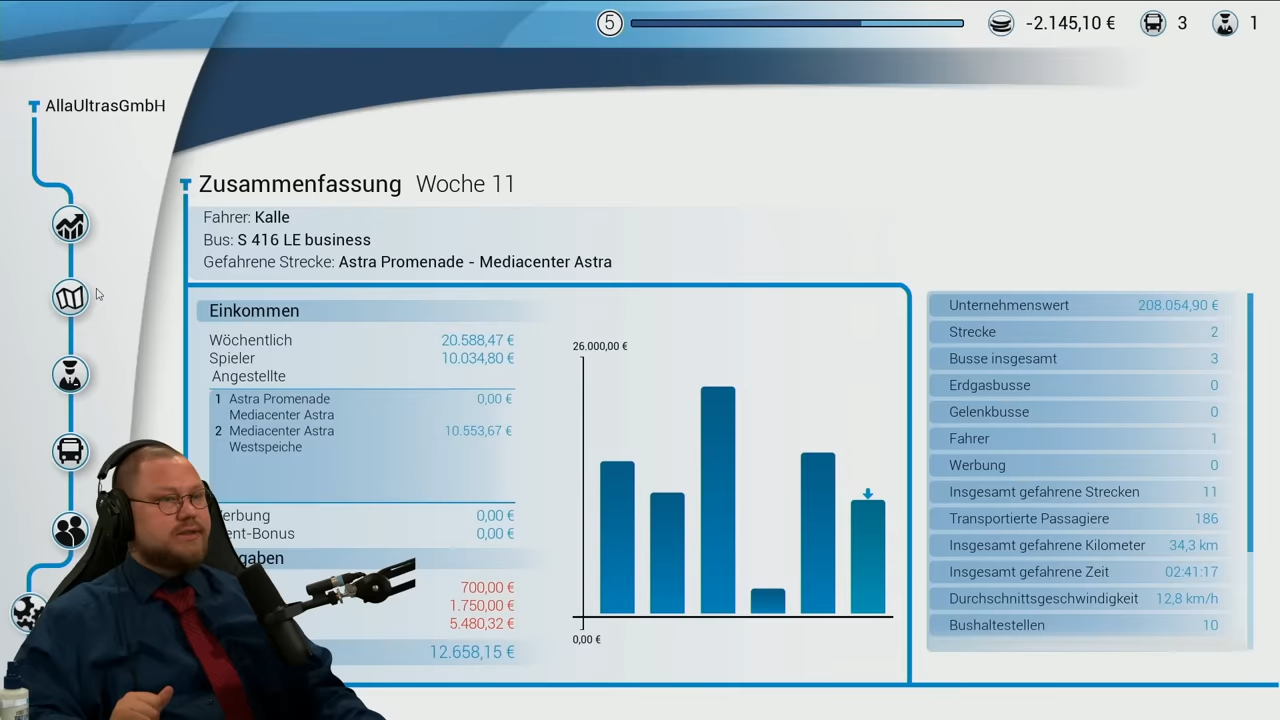 5
-2.145,10 €
3
1
AllaUltrasGmbH
Zusammenfassung Woche 11
Fahrer: Kalle
Bus: S 416 LE business
Gefahrene Strecke: Astra Promenade - Mediacenter Astra
Einkommen
Wöchentlich 20.588,47 €
Spieler 10.034,80 €
Angestellte
1 Astra Promenade 0,00 €
Mediacenter Astra
2 Mediacenter Astra 10.553,67 €
Westspeiche
erbung 0,00 €
ent-Bonus 0,00 €
gaben
700,00 €
1.750,00 €
5.480,32 €
12.658,15 €
26.000,00 €
0,00 €
Unternehmenswert 208.054,90 €
Strecke 2
Busse insgesamt 3
Erdgasbusse 0
Gelenkbusse 0
Fahrer 1
Werbung 0
Insgesamt gefahrene Strecken 11
Transportierte Passagiere 186
Insgesamt gefahrene Kilometer 34,3 km
Insgesamt gefahrene Zeit 02:41:17
Durchschnittsgeschwindigkeit 12,8 km/h
Bushaltestellen 10